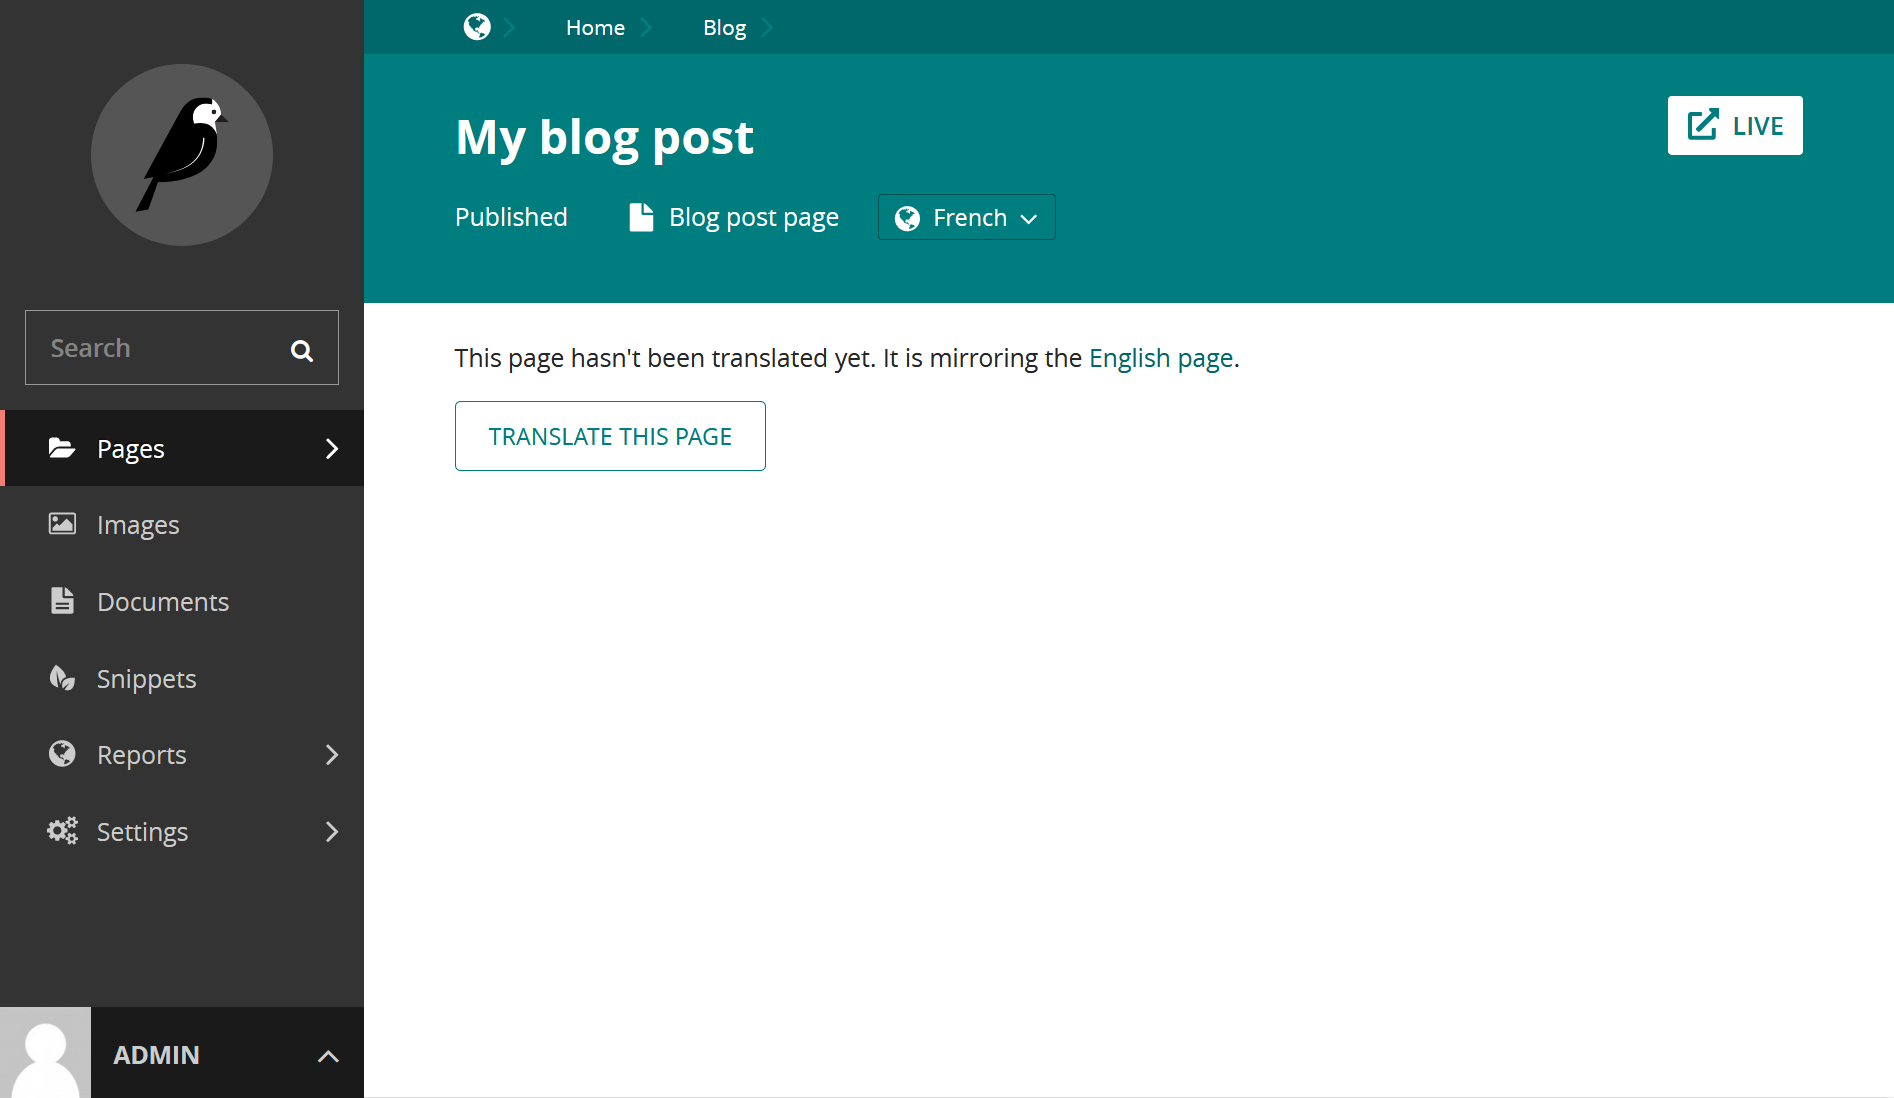 Home
Blog
My blog post
LIVE
Published
Blog post page
French
Search
This page hasn't been translated yet. It is mirroring the English page.
TRANSLATE THIS PAGE
Pages
Images
Documents
Snippets
Reports
Settings
ADMIN